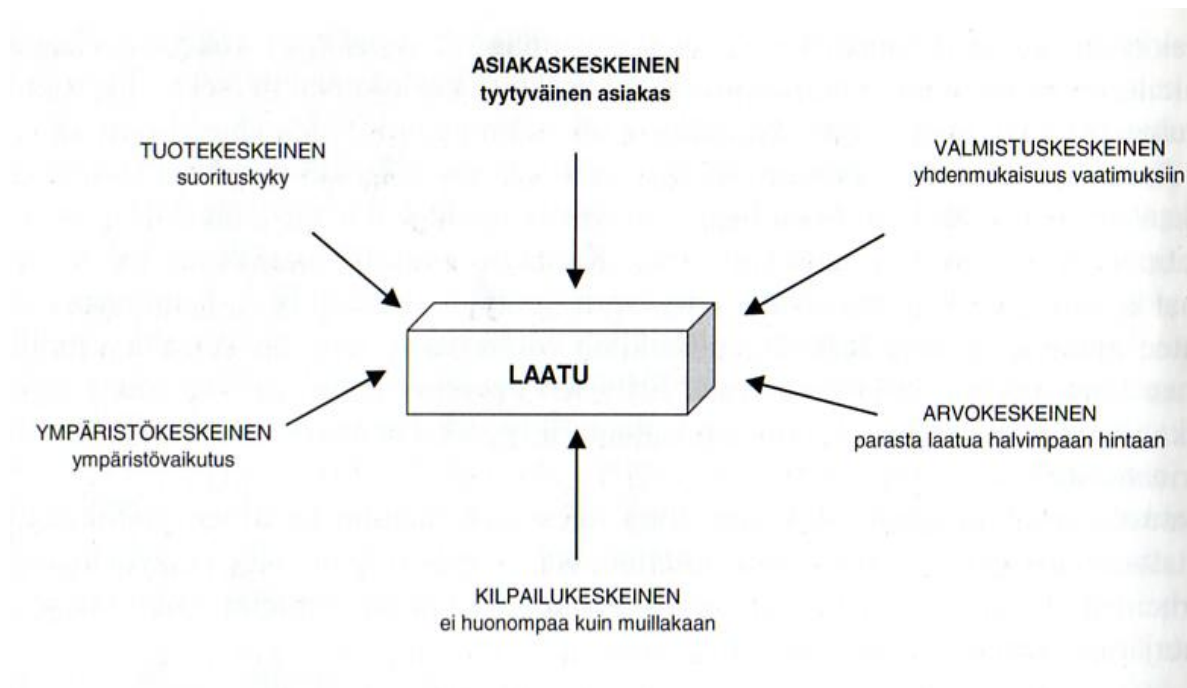 ASIAKASKESKEINEN
tyytyväinen asiakas
TUOTEKESKEINEN
suorituskyky
VALMISTUSKESKEINEN
yhdenmukaisuus vaatimuksiin
LAATU
YMPÄRISTÖKESKEINEN
ympäristövaikutus
ARVOKESKEINEN
parasta laatua halvimpaan hintaan
KILPAILUKESKEINEN
ei huonompaa kuin muillakaan